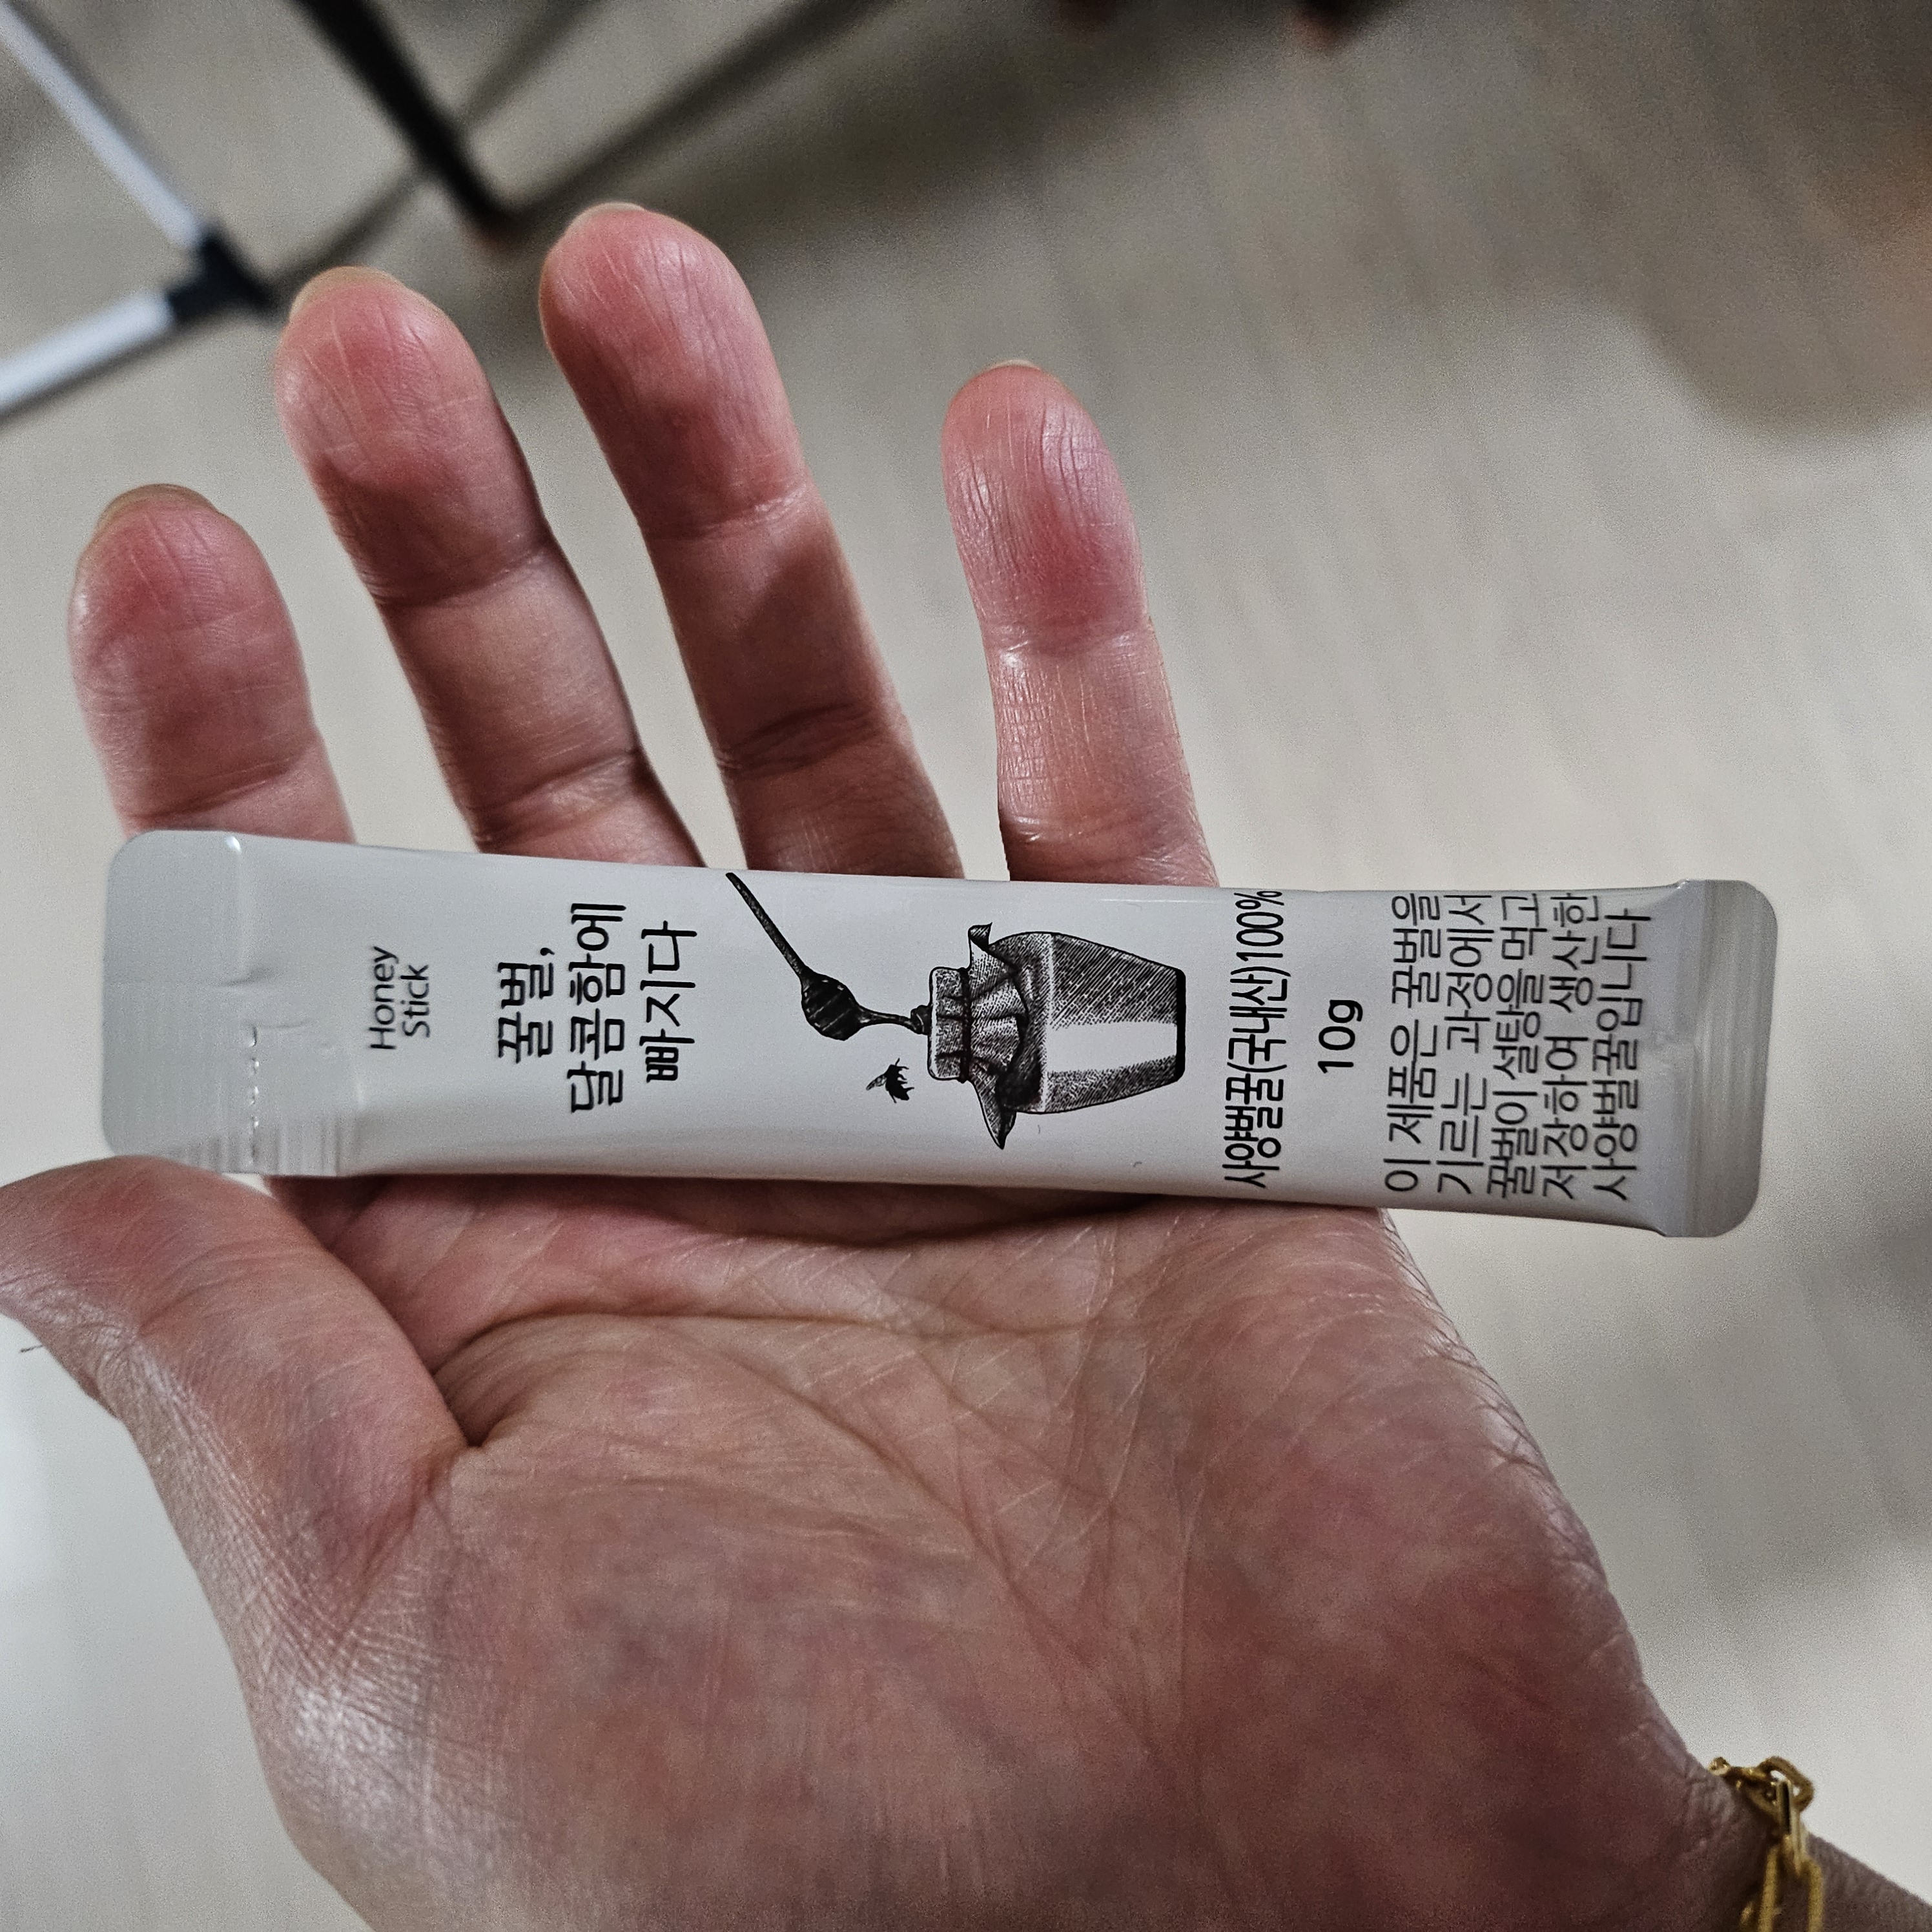 Honey
Stick
꿀벌,
달콤함에
빠지다
사양벌꿀(국내산)100%
10g
이 제품은 꿀벌을
기르는 과정에서
꿀벌이 설탕을 먹고
저장하여 생산한
사양벌꿀입니다